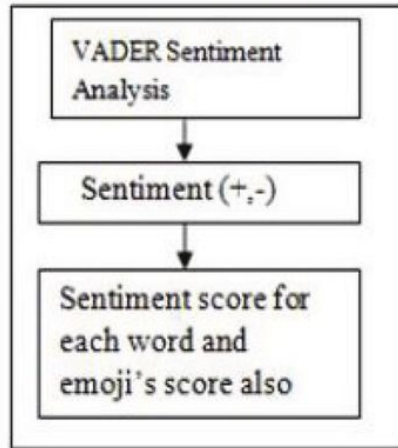 VADER Sentiment
Analysis
Sentiment (+,-)
Sentiment score for
each word and
emoji's score also